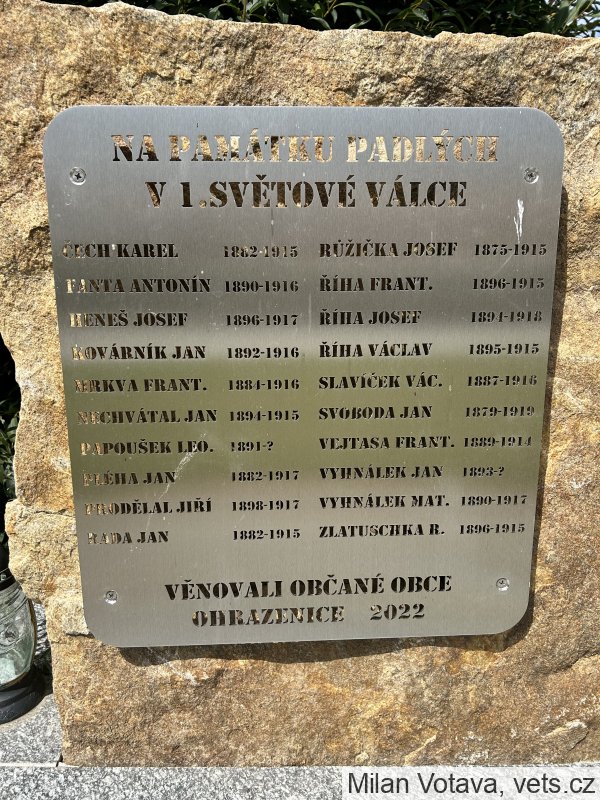 NA PAMÁTKU PADLÝCH
V 1.SVĚTOVÉ VÁLCE
ČECH KAREL 1882-1915 RŮŽIČKA JOSEF 1875-1915
FANTA ANTONÍN 1890-1916 ŘÍHA FRANT. 1896-1915
HENEŠ JOSEF 1896-1917 ŘÍHA JOSEF 1894-1918
KOVÁRNÍK JAN 1892-1916 ŘÍHA VÁCLAV 1895-1915
MRKVA FRANT. 1884-1916 SLAVÍČEK VÁC. 1887-1916
NECHVÁTAL JAN 1894-1915 SVOBODA JAN 1879-1919
PAPOUŠEK LEO. 1891-? VEJTASA FRANT. 1889-1914
PLÉHA JAN 1882-1917 VYHNÁLEK JAN 1893-?
PRODĚLAL JIŘÍ 1898-1917 VYHNÁLEK MAT. 1890-1917
RADA JAN 1882-1915 ZLATUSCHKA R. 1896-1915
VĚNOVALI OBČANÉ OBCE
OHRAZENICE 2022
Milan Votava, vets.cz